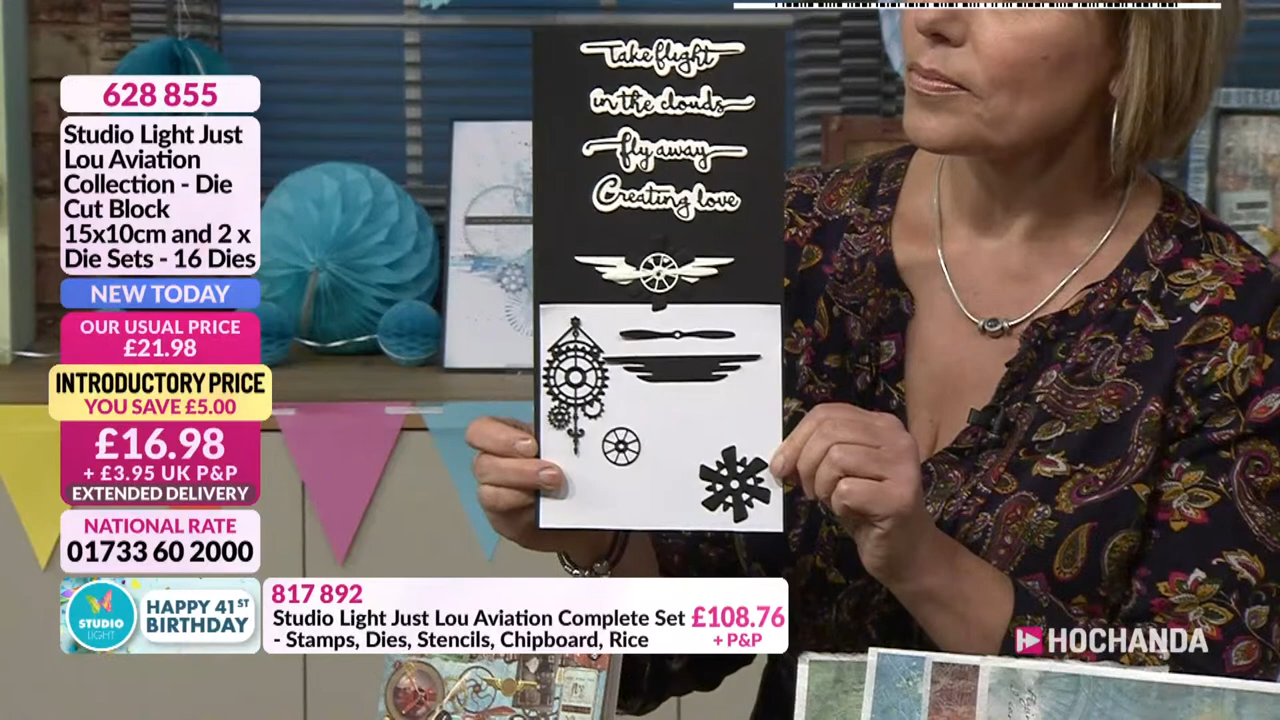 Take flight
in the clouds
fly away
Creating love
628 855
Studio Light Just
Lou Aviation
Collection - Die
Cut Block
15x10cm and 2 x
Die Sets - 16 Dies
NEW TODAY
OUR USUAL PRICE
£21.98
INTRODUCTORY PRICE
YOU SAVE £5.00
£16.98
+ £3.95 UK P&P
EXTENDED DELIVERY
NATIONAL RATE
01733 60 2000
STUDIO
LIGHT
HAPPY 41ST
BIRTHDAY
817 892
Studio Light Just Lou Aviation Complete Set £108.76
- Stamps, Dies, Stencils, Chipboard, Rice + P&P
HOCHANDA